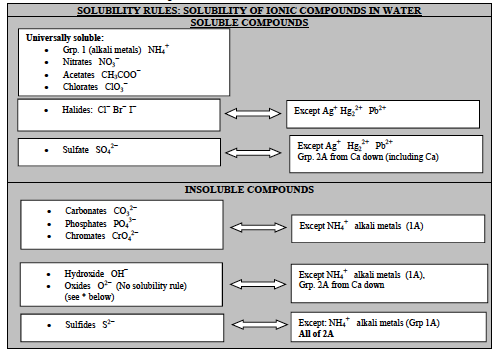 SOLUBILITY RULES: SOLUBILITY OF IONIC COMPOUNDS IN WATER
SOLUBLE COMPOUNDS
Universally soluble:
• Grp. 1 (alkali metals) NH₄⁺
• Nitrates NO₃⁻
• Acetates CH₃COO⁻
• Chlorates ClO₃⁻
• Halides: Cl⁻ Br⁻ I⁻
Except Ag⁺ Hg₂²⁺ Pb²⁺
• Sulfate SO₄²⁻
Except Ag⁺ Hg₂²⁺ Pb²⁺
Grp. 2A from Ca down (including Ca)
INSOLUBLE COMPOUNDS
• Carbonates CO₃²⁻
• Phosphates PO₄³⁻
• Chromates CrO₄²⁻
Except NH₄⁺ alkali metals (1A)
• Hydroxide OH⁻
• Oxides O²⁻ (No solubility rule)
(see * below)
Except NH₄⁺ alkali metals (1A),
Grp. 2A from Ca down
• Sulfides S²⁻
Except: NH₄⁺ alkali metals (Grp 1A)
All of 2A